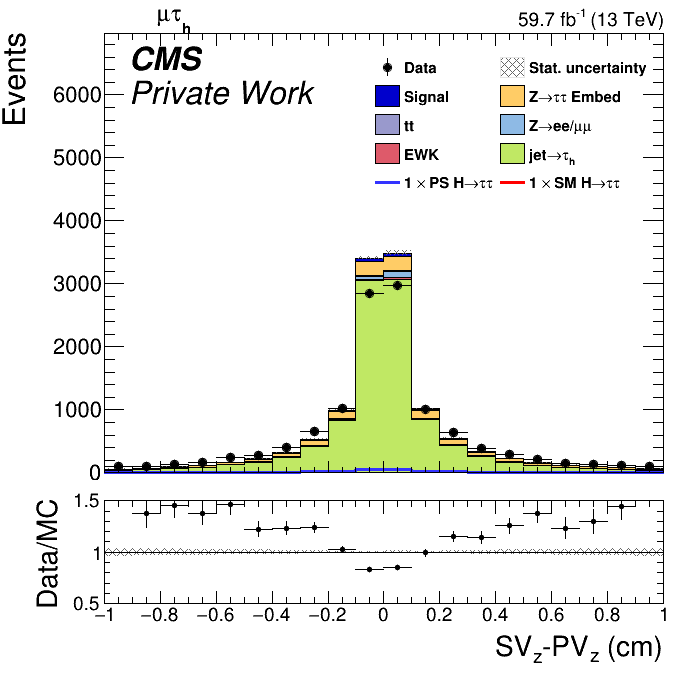 μτh
59.7 fb⁻¹ (13 TeV)
CMS
Private Work
Data
Stat. uncertainty
Signal
Z→ττ Embed
tt
Z→ee/μμ
EWK
jet→τh
1 × PS H→ττ
1 × SM H→ττ
Events
6000
5000
4000
3000
2000
1000
0
Data/MC
1.5
1
0.5
−1 −0.8 −0.6 −0.4 −0.2 0 0.2 0.4 0.6 0.8 1
SVz-PVz (cm)